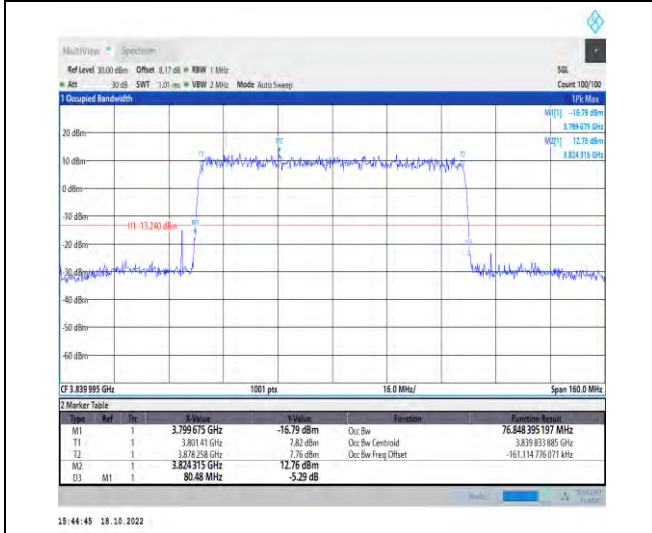 MultiView Spectrum
Ref Level 30.00 dBm Offset 8.17 dB RBW 1 MHz SGL
Att 30 dB SWT 1.01 ms VBW 2 MHz Mode Auto Sweep Count 100/100
1 Occupied Bandwidth 1Pk Max
M1[1] -16.79 dBm
3.799 675 GHz
M2[1] 12.76 dBm
3.824 315 GHz
20 dBm
M2
T1 T2
10 dBm
0 dBm
-10 dBm
H1 -13.240 dBm
M1
-20 dBm
-30 dBm
-40 dBm
-50 dBm
-60 dBm
CF 3.839 995 GHz 1001 pts 16.0 MHz/ Span 160.0 MHz
2 Marker Table
Type Ref Trc X-Value Y-Value Function Function Result
M1 1 3.799 675 GHz -16.79 dBm Occ Bw 76.848 395 197 MHz
T1 1 3.801 41 GHz 7.82 dBm Occ Bw Centroid 3.839 833 885 GHz
T2 1 3.878 258 GHz 7.76 dBm Occ Bw Freq Offset -161.114 776 071 kHz
M2 1 3.824 315 GHz 12.76 dBm
D3 M1 1 80.48 MHz -5.29 dB
15:44:45 18.10.2022